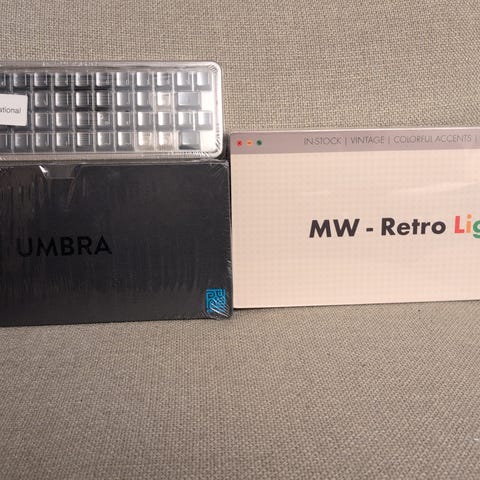 ational
UMBRA
IN-STOCK | VINTAGE | COLORFUL ACCENTS |
MW - Retro Lig